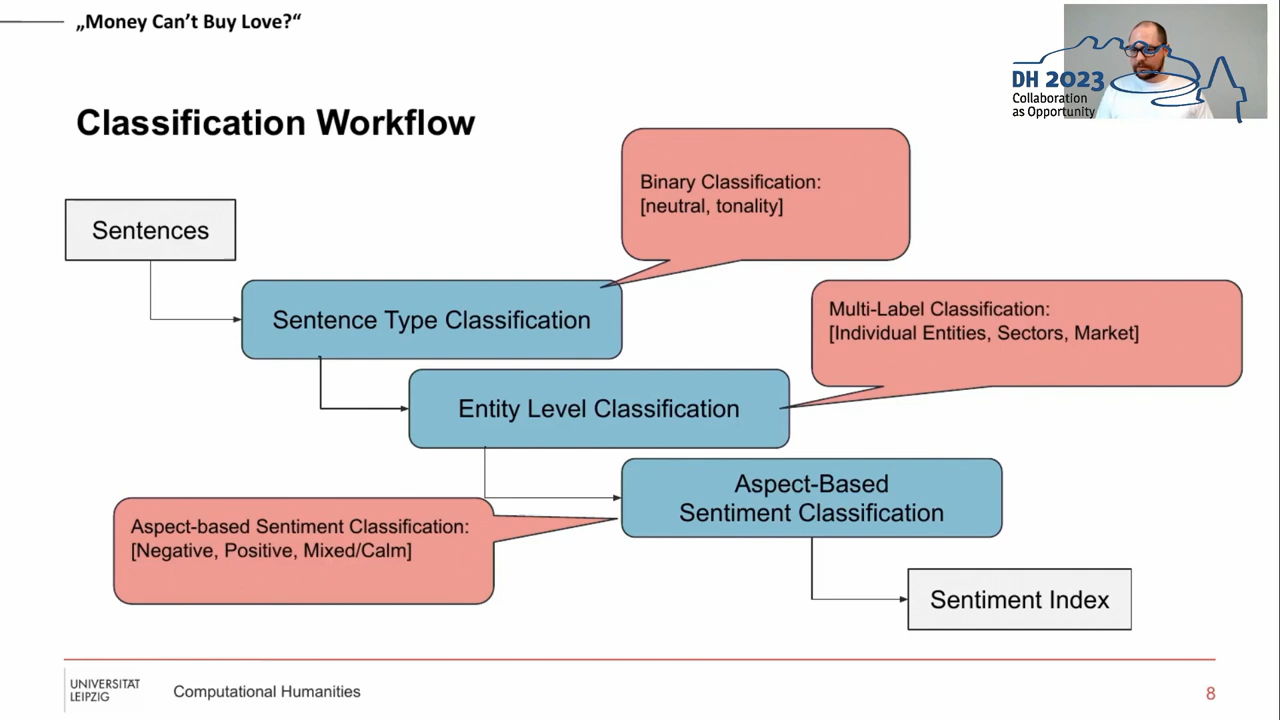 „Money Can’t Buy Love?“
DH 2023
Collaboration
as Opportunity
Classification Workflow
Binary Classification:
[neutral, tonality]
Sentences
Sentence Type Classification
Multi-Label Classification:
[Individual Entities, Sectors, Market]
Entity Level Classification
Aspect-Based
Sentiment Classification
Aspect-based Sentiment Classification:
[Negative, Positive, Mixed/Calm]
Sentiment Index
UNIVERSITÄT
LEIPZIG
Computational Humanities
8